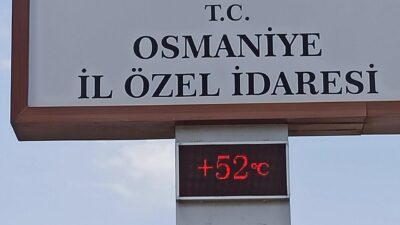 T.C.
OSMANİYE
İL ÖZEL İDARESİ
+52°C